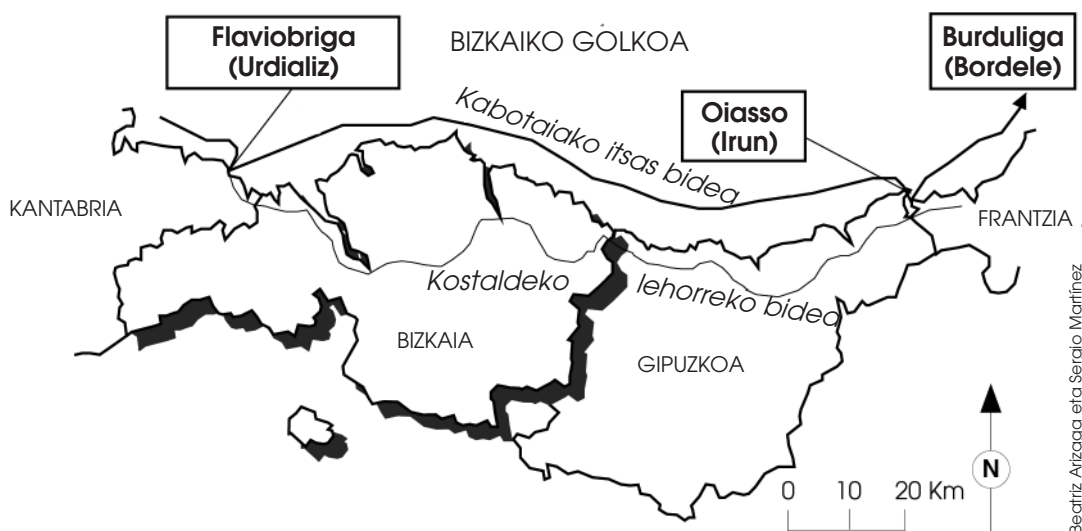 Flaviobriga
(Urdializ)
BIZKAIKO GOLKOA
Burduliga
(Bordele)
Oiasso
(Irun)
Kabotaiako itsas bidea
KANTABRIA
FRANTZIA
Kostaldeko
lehorreko bidea
BIZKAIA
GIPUZKOA
N
0 10 20 Km
Beatriz Arizaga eta Sergio Martínez